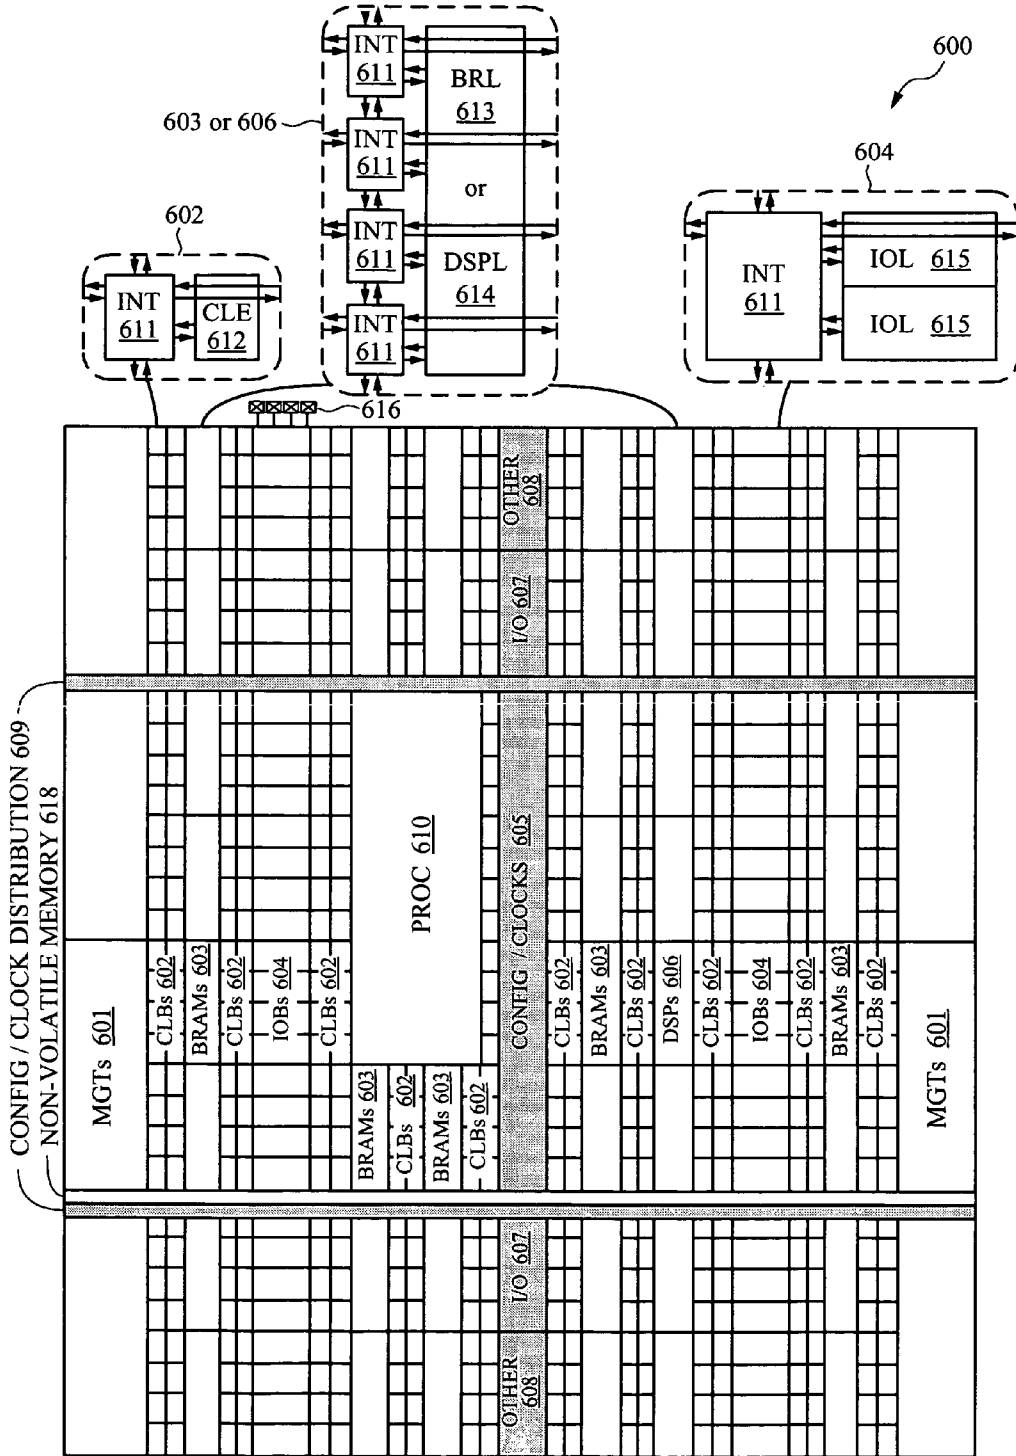 600
603 or 606
INT
611
INT
611
INT
611
INT
611
BRL
613
or
DSPL
614
604
INT
611
IOL 615
IOL 615
602
INT
611
CLE
612
616
CONFIG / CLOCK DISTRIBUTION 609
NON-VOLATILE MEMORY 618
MGTs 601
CLBs 602
BRAMs 603
CLBs 602
IOBs 604
CLBs 602
BRAMs 603
CLBs 602
BRAMs 603
CLBs 602
PROC 610
OTHER
608
I/O 607
CONFIG / CLOCKS 605
I/O 607
OTHER
608
CLBs 602
BRAMs 603
CLBs 602
DSPs 606
CLBs 602
IOBs 604
CLBs 602
BRAMs 603
CLBs 602
MGTs 601